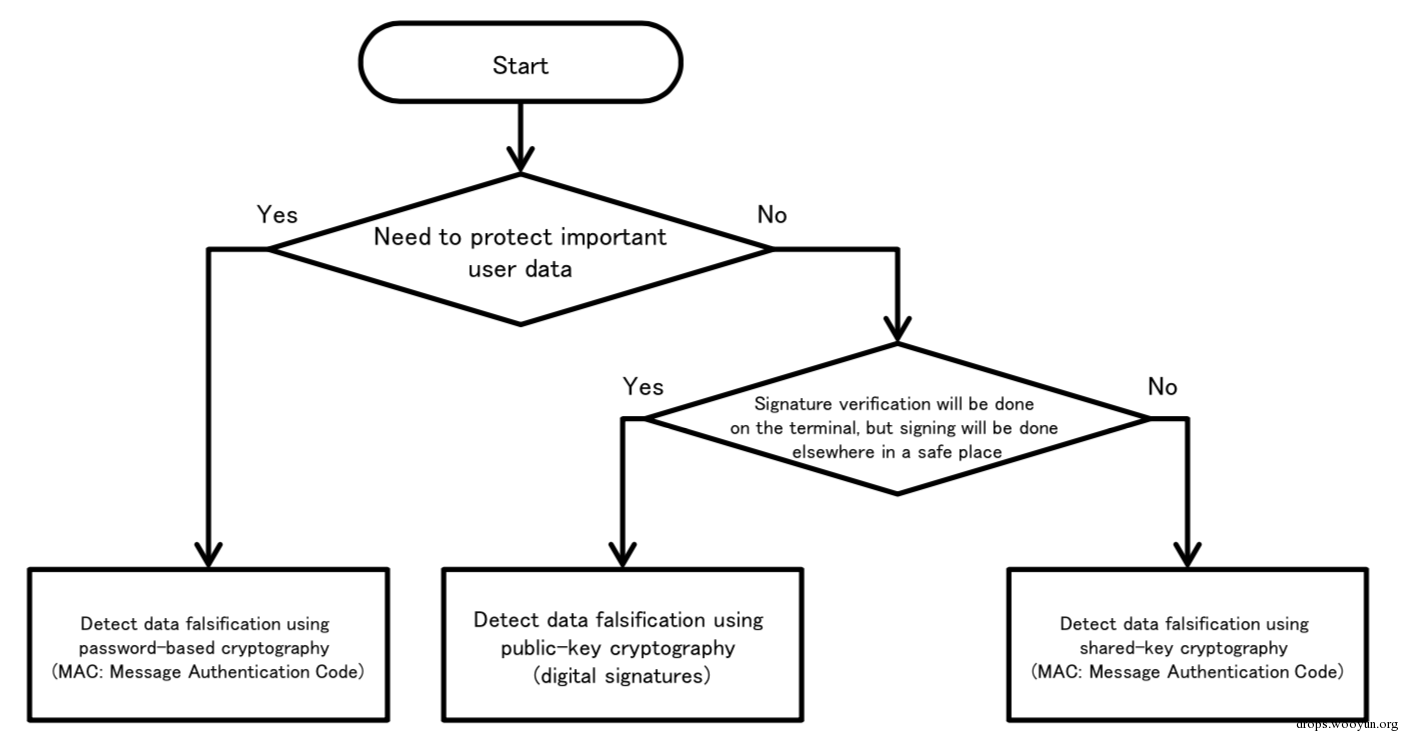 Start
Yes
No
Need to protect important
user data
Yes
No
Signature verification will be done
on the terminal, but signing will be done
elsewhere in a safe place
Detect data falsification using
password-based cryptography
(MAC: Message Authentication Code)
Detect data falsification using
public-key cryptography
(digital signatures)
Detect data falsification using
shared-key cryptography
(MAC: Message Authentication Code)
drops.wooyun.org